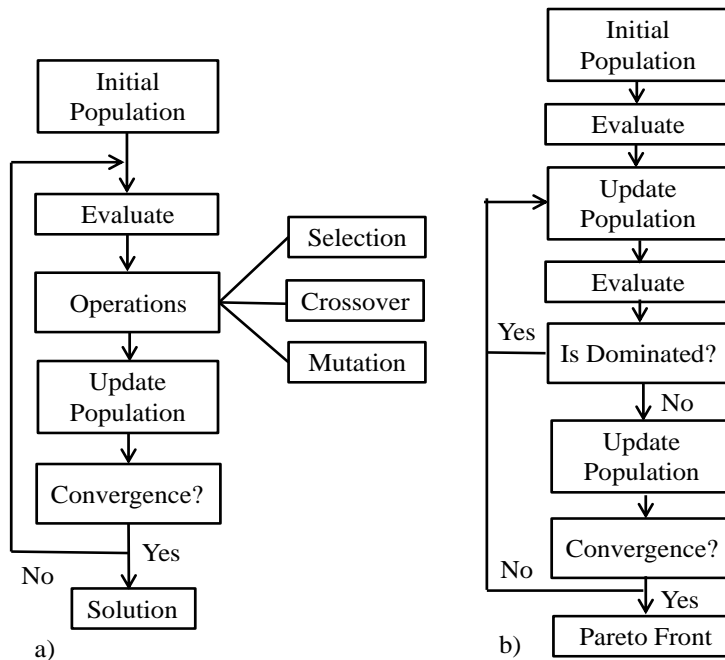 Initial
Population
Evaluate
Operations
Selection
Crossover
Mutation
Update
Population
Convergence?
Yes
No
Solution
a)
Initial
Population
Evaluate
Update
Population
Evaluate
Yes
Is Dominated?
No
Update
Population
Convergence?
No
Yes
Pareto Front
b)